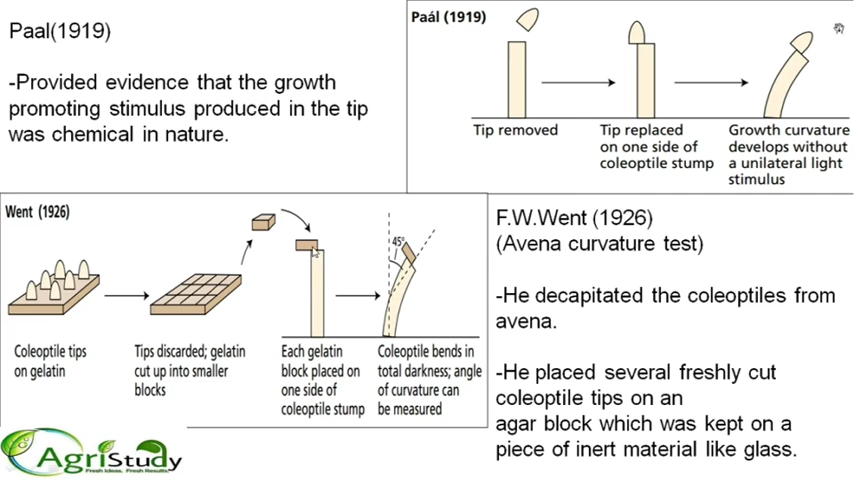 Paal(1919)
-Provided evidence that the growth
promoting stimulus produced in the tip
was chemical in nature.
Paál (1919)
Tip removed
Tip replaced
on one side of
coleoptile stump
Growth curvature
develops without
a unilateral light
stimulus
Went (1926)
45°
Coleoptile tips
on gelatin
Tips discarded; gelatin
cut up into smaller
blocks
Each gelatin
block placed on
one side of
coleoptile stump
Coleoptile bends in
total darkness; angle
of curvature can
be measured
F.W.Went (1926)
(Avena curvature test)
-He decapitated the coleoptiles from
avena.
-He placed several freshly cut
coleoptile tips on an
agar block which was kept on a
piece of inert material like glass.
AgriStudy
Fresh Ideas. Fresh Results.